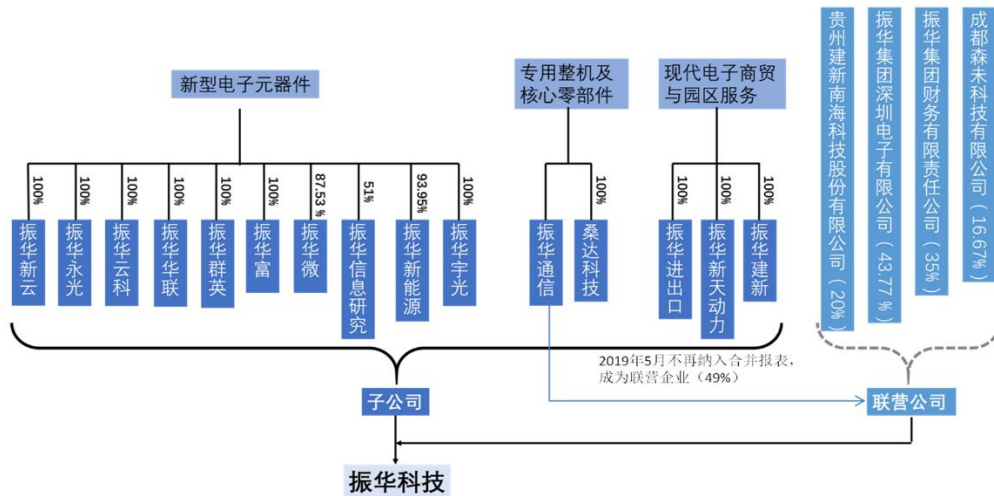 新型电子元器件
专用整机及
核心零部件
现代电子商贸
与园区服务
100%
100%
100%
100%
100%
100%
87.53 %
51%
93.95%
100%
100%
100%
100%
100%
振华新云
振华永光
振华云科
振华华联
振华群英
振华富
振华微
振华信息研究
振华新能源
振华宇光
振华通信
桑达科技
振华进出口
振华新天动力
振华建新
贵州建新南海科技股份有限公司（20%）
振华集团深圳电子有限公司（43.77 %）
振华集团财务有限责任公司（35%）
成都森未科技有限公司（16.67%）
2019年5月不再纳入合并报表，
成为联营企业（49%）
子公司
联营公司
振华科技